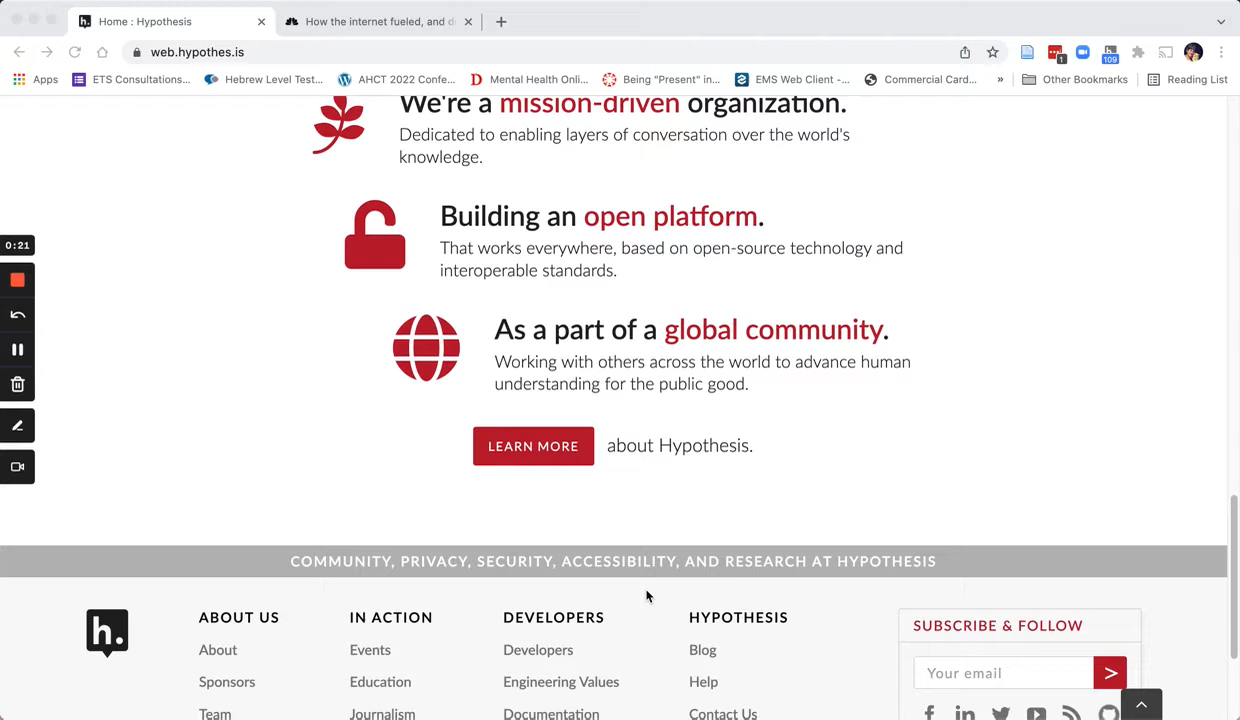 Home : Hypothesis
How the internet fueled, and d
web.hypothes.is
1
109
Apps
ETS Consultations...
Hebrew Level Test...
AHCT 2022 Confe...
Mental Health Onli...
Being "Present" in...
EMS Web Client -...
Commercial Card...
»
Other Bookmarks
Reading List
We're a mission-driven organization.
Dedicated to enabling layers of conversation over the world's
knowledge.
0:21
Building an open platform.
That works everywhere, based on open-source technology and
interoperable standards.
As a part of a global community.
Working with others across the world to advance human
understanding for the public good.
LEARN MORE about Hypothesis.
COMMUNITY, PRIVACY, SECURITY, ACCESSIBILITY, AND RESEARCH AT HYPOTHESIS
h.
ABOUT US
About
Sponsors
Team
IN ACTION
Events
Education
Journalism
DEVELOPERS
Developers
Engineering Values
Documentation
HYPOTHESIS
Blog
Help
Contact Us
SUBSCRIBE & FOLLOW
Your email
>